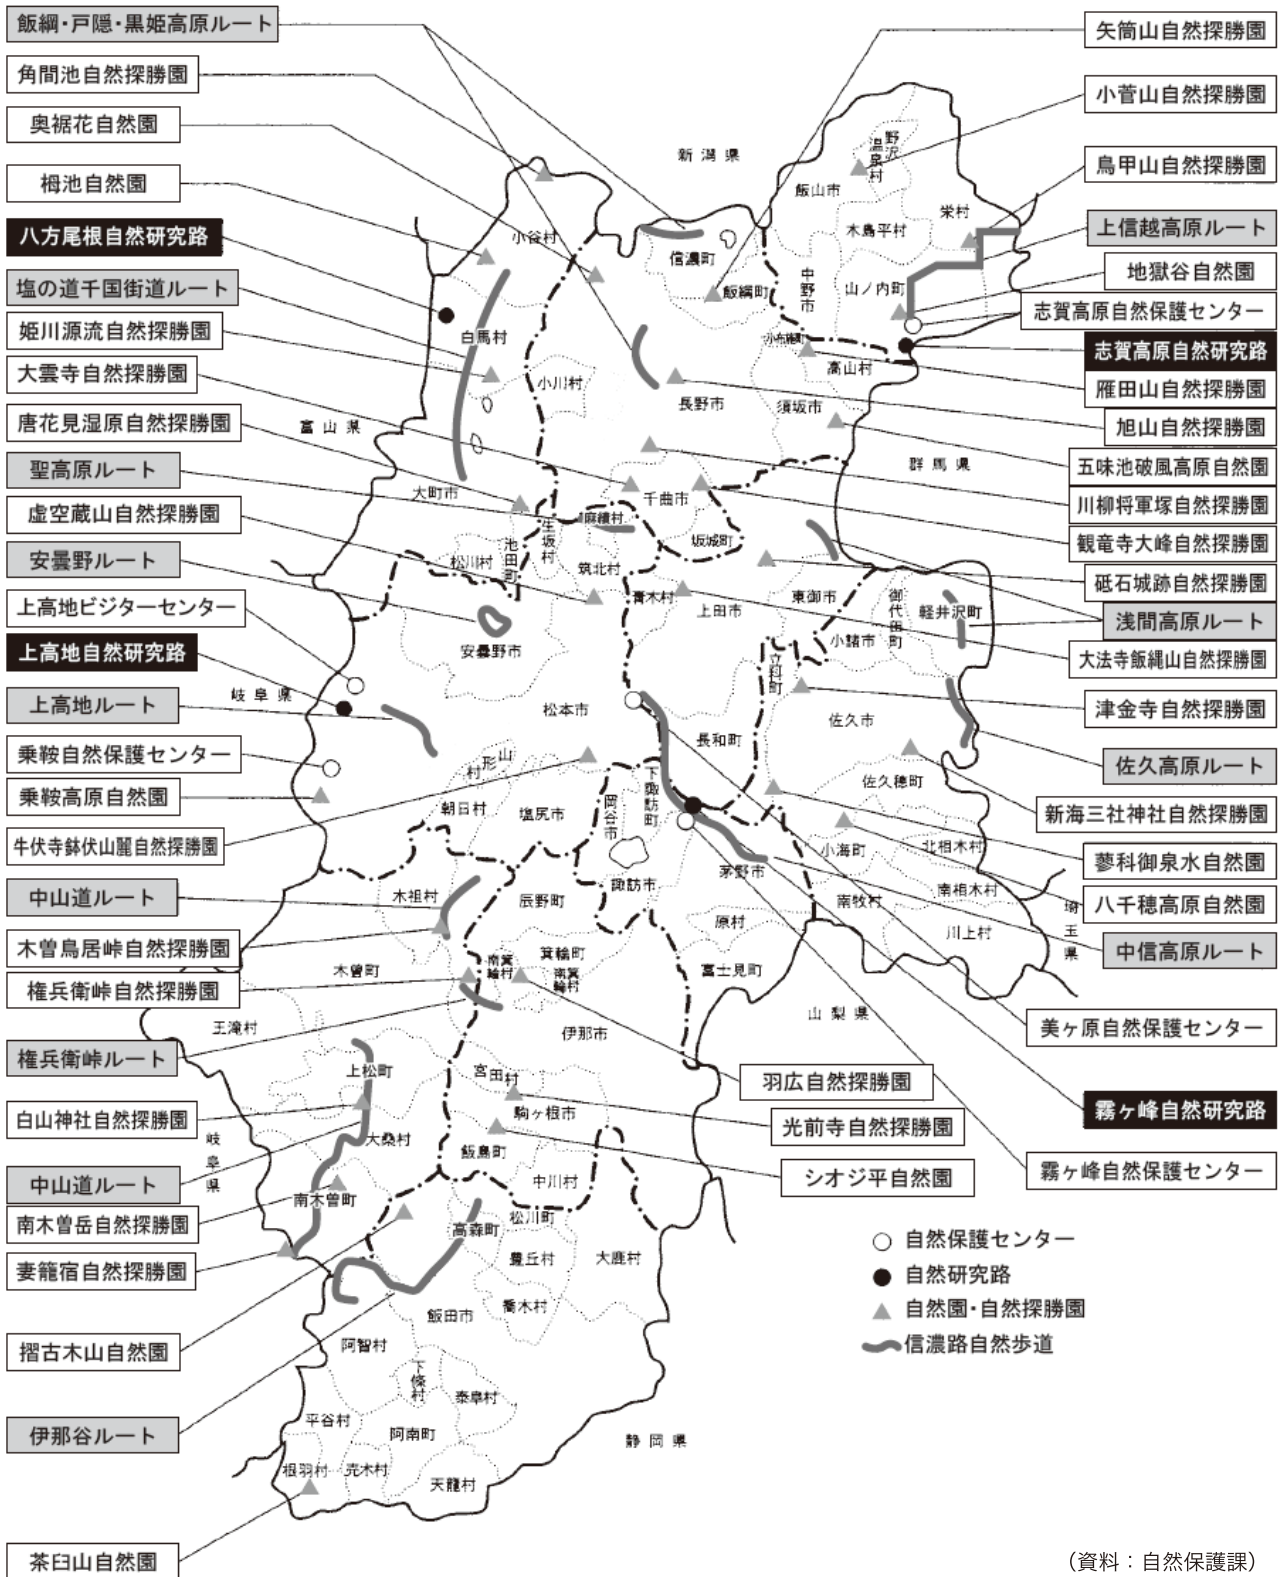 飯綱・戸隠・黒姫高原ルート
角間池自然探勝園
奥裾花自然園
栂池自然園
八方尾根自然研究路
塩の道千国街道ルート
姫川源流自然探勝園
大雲寺自然探勝園
唐花見湿原自然探勝園
聖高原ルート
虚空蔵山自然探勝園
安曇野ルート
上高地ビジターセンター
上高地自然研究路
上高地ルート
乗鞍自然保護センター
乗鞍高原自然園
牛伏寺鉢伏山麓自然探勝園
中山道ルート
木曽鳥居峠自然探勝園
権兵衛峠自然探勝園
権兵衛峠ルート
白山神社自然探勝園
中山道ルート
南木曽岳自然探勝園
妻籠宿自然探勝園
摺古木山自然園
伊那谷ルート
茶臼山自然園
矢筒山自然探勝園
小菅山自然探勝園
鳥甲山自然探勝園
上信越高原ルート
地獄谷自然園
志賀高原自然保護センター
志賀高原自然研究路
雁田山自然探勝園
旭山自然探勝園
五味池破風高原自然園
川柳将軍塚自然探勝園
観竜寺大峰自然探勝園
砥石城跡自然探勝園
浅間高原ルート
大法寺飯縄山自然探勝園
津金寺自然探勝園
佐久高原ルート
新海三社神社自然探勝園
蓼科御泉水自然園
八千穂高原自然園
中信高原ルート
美ヶ原自然保護センター
霧ヶ峰自然研究路
霧ヶ峰自然保護センター
羽広自然探勝園
光前寺自然探勝園
シオジ平自然園
新潟県
富山県
群馬県
岐阜県
埼玉県
山梨県
岐阜県
静岡県
野沢温泉村
飯山市
栄村
木島平村
小谷村
信濃町
飯綱町
中野市
山ノ内町
白馬村
小布施町
高山村
小川村
長野市
須坂市
大町市
千曲市
麻績村
生坂村
坂城町
池田町
松川村
筑北村
青木村
上田市
東御市
御代田町
軽井沢町
小諸市
安曇野市
立科町
松本市
佐久市
長和町
山形村
下諏訪町
岡谷市
佐久穂町
朝日村
塩尻市
小海町
北相木村
諏訪市
茅野市
南相木村
木祖村
辰野町
南牧村
原村
川上村
箕輪町
南箕輪村
南箕輪村
木曽町
富士見町
王滝村
伊那市
上松町
宮田村
駒ヶ根市
大桑村
飯島町
中川村
南木曽町
松川町
高森町
豊丘村
大鹿村
喬木村
飯田市
阿智村
下條村
泰阜村
平谷村
阿南町
根羽村
売木村
天龍村
自然保護センター
自然研究路
自然園・自然探勝園
信濃路自然歩道
（資料：自然保護課）